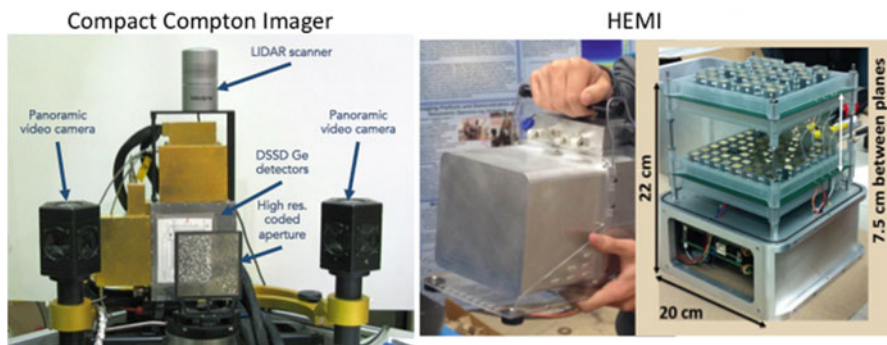 Compact Compton Imager
HEMI
LIDAR scanner
Panoramic
video camera
Panoramic
video camera
DSSD Ge
detectors
High res.
coded
aperture
22 cm
20 cm
7.5 cm between planes